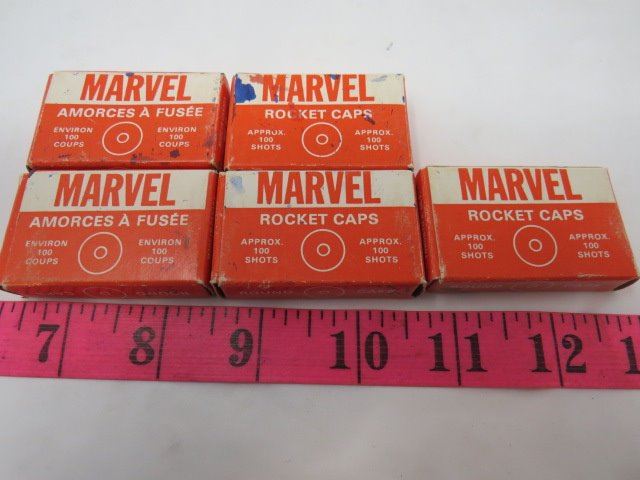 MARVEL
AMORCES À FUSÉE
ENVIRON 100 COUPS
ENVIRON 100 COUPS
MARVEL
ROCKET CAPS
APPROX. 100 SHOTS
APPROX. 100 SHOTS
MARVEL
AMORCES À FUSÉE
ENVIRON 100 COUPS
ENVIRON 100 COUPS
MARVEL
ROCKET CAPS
APPROX. 100 SHOTS
APPROX. 100 SHOTS
MARVEL
ROCKET CAPS
APPROX. 100 SHOTS
APPROX. 100 SHOTS
7 8 9 10 11 12